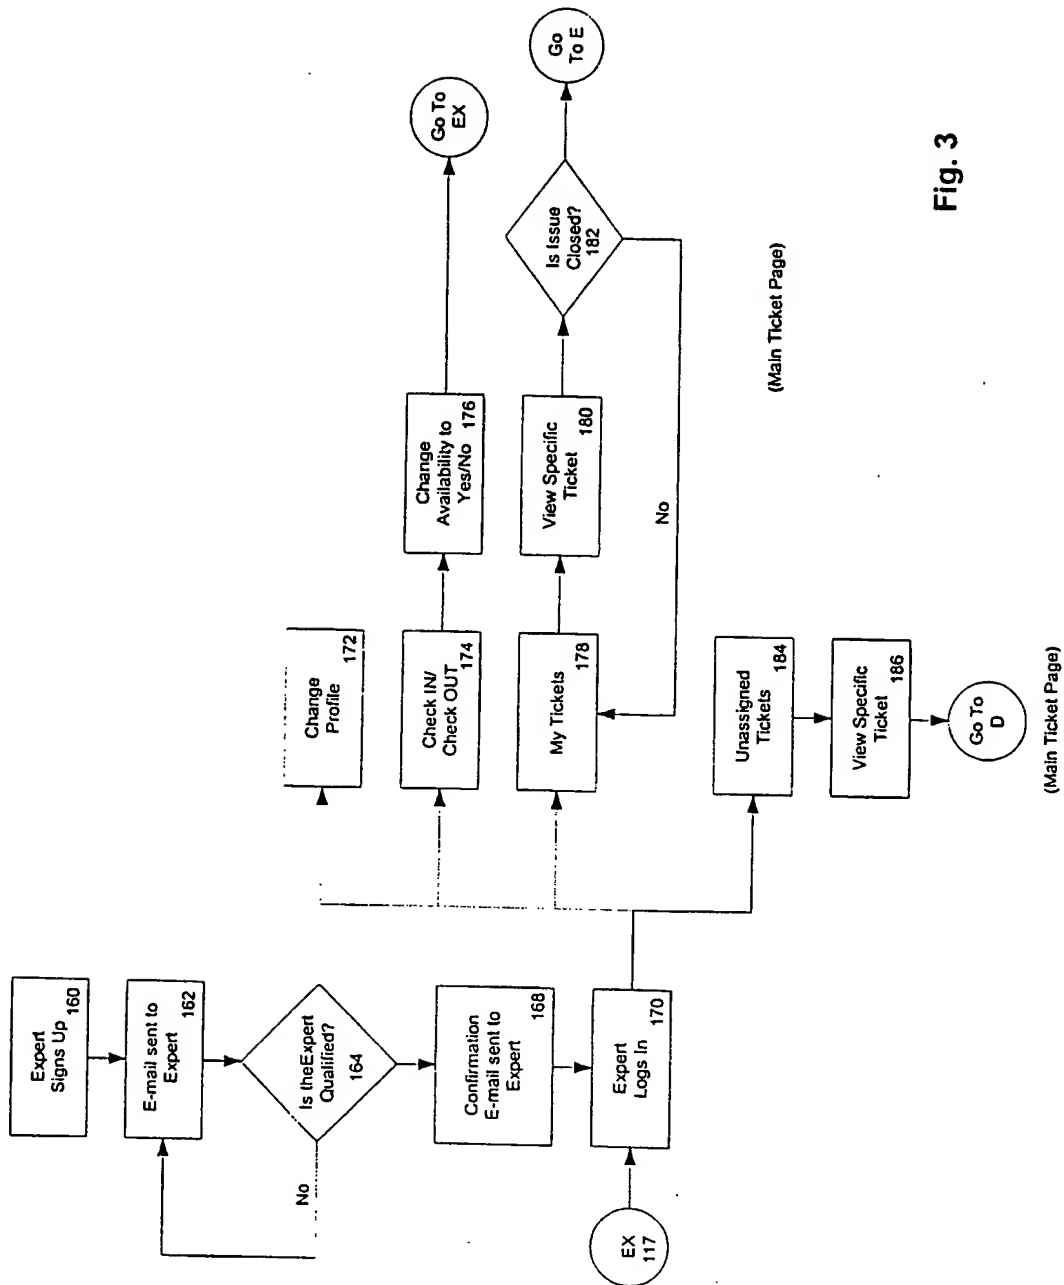 Expert
Signs Up
160
E-mail sent to
Expert
162
Is theExpert
Qualified?
164
No
Confirmation
E-mail sent to
Expert
168
Expert
Logs In
170
EX
117
Change
Profile
172
Check IN/
Check OUT
174
Change
Availability to
Yes/No 176
Go To
EX
My Tickets
178
View Specific
Ticket
180
Is Issue
Closed?
182
Go
To E
No
(Main Ticket Page)
Unassigned
Tickets
184
View Specific
Ticket
186
Go To
D
(Main Ticket Page)
Fig. 3